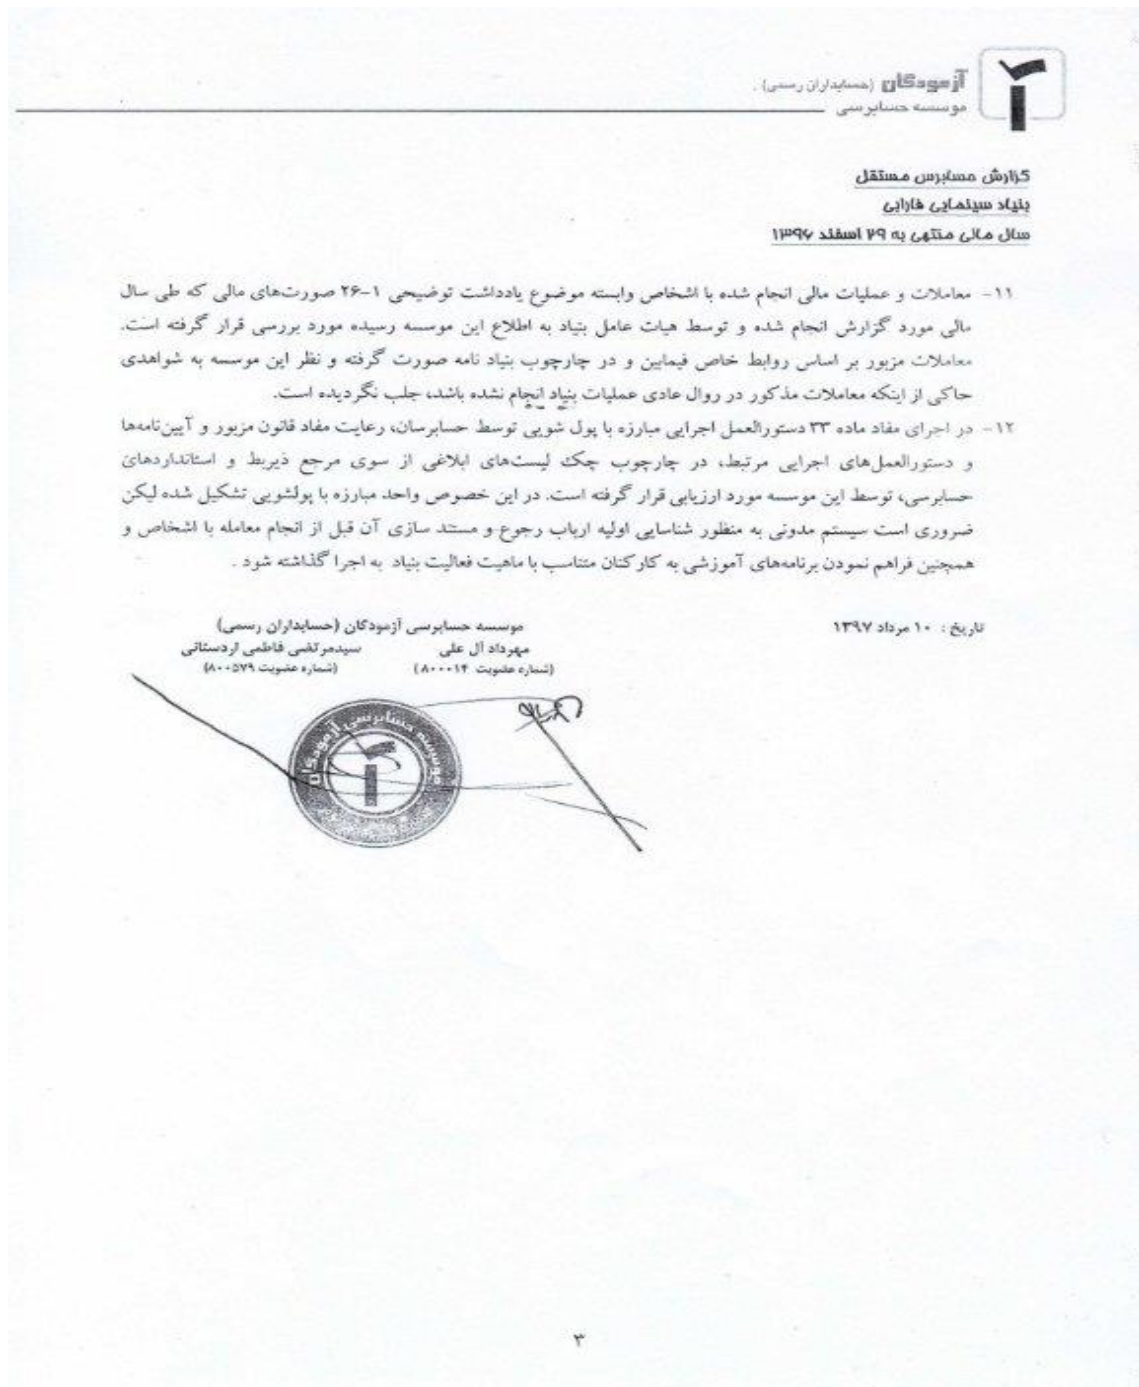 آزمودگان (حسابداران رسمی)
موسسه حسابرسی
گزارش حسابرس مستقل
بنیاد سینمایی فارابی
سال مالی منتهی به ۲۹ اسفند ۱۳۹۶
۱۱- معاملات و عملیات مالی انجام شده با اشخاص وابسته موضوع یادداشت توضیحی ۱-۲۶ صورت‌های مالی که طی سال
مالی مورد گزارش انجام شده و توسط هیات عامل بنیاد به اطلاع این موسسه رسیده مورد بررسی قرار گرفته است.
معاملات مزبور بر اساس روابط خاص فیمابین و در چارچوب بنیاد نامه صورت گرفته و نظر این موسسه به شواهدی
حاکی از اینکه معاملات مذکور در روال عادی عملیات بنیاد انجام نشده باشد، جلب نگردیده است.
۱۲- در اجرای مفاد ماده ۳۳ دستورالعمل اجرایی مبارزه با پول شویی توسط حسابرسان، رعایت مفاد قانون مزبور و آیین‌نامه‌ها
و دستورالعمل‌های اجرایی مرتبط، در چارچوب چک لیست‌های ابلاغی از سوی مرجع ذیربط و استانداردهای
حسابرسی، توسط این موسسه مورد ارزیابی قرار گرفته است. در این خصوص واحد مبارزه با پولشویی تشکیل شده لیکن
ضروری است سیستم مدونی به منظور شناسایی اولیه ارباب رجوع و مستند سازی آن قبل از انجام معامله با اشخاص و
همچنین فراهم نمودن برنامه‌های آموزشی به کارکنان متناسب با ماهیت فعالیت بنیاد به اجرا گذاشته شود .
تاریخ : ۱۰ مرداد ۱۳۹۷
موسسه حسابرسی آزمودگان (حسابداران رسمی)
مهرداد آل علی سیدمرتضی فاطمی اردستانی
(شماره عضویت ۸۰۰۰۱۴) (شماره عضویت ۸۰۰۵۷۹)
موسسه حسابرسی آزمودگان
۳